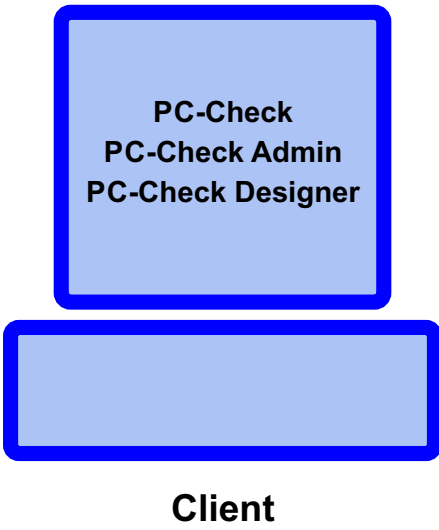 PC-Check
PC-Check Admin
PC-Check Designer
Client